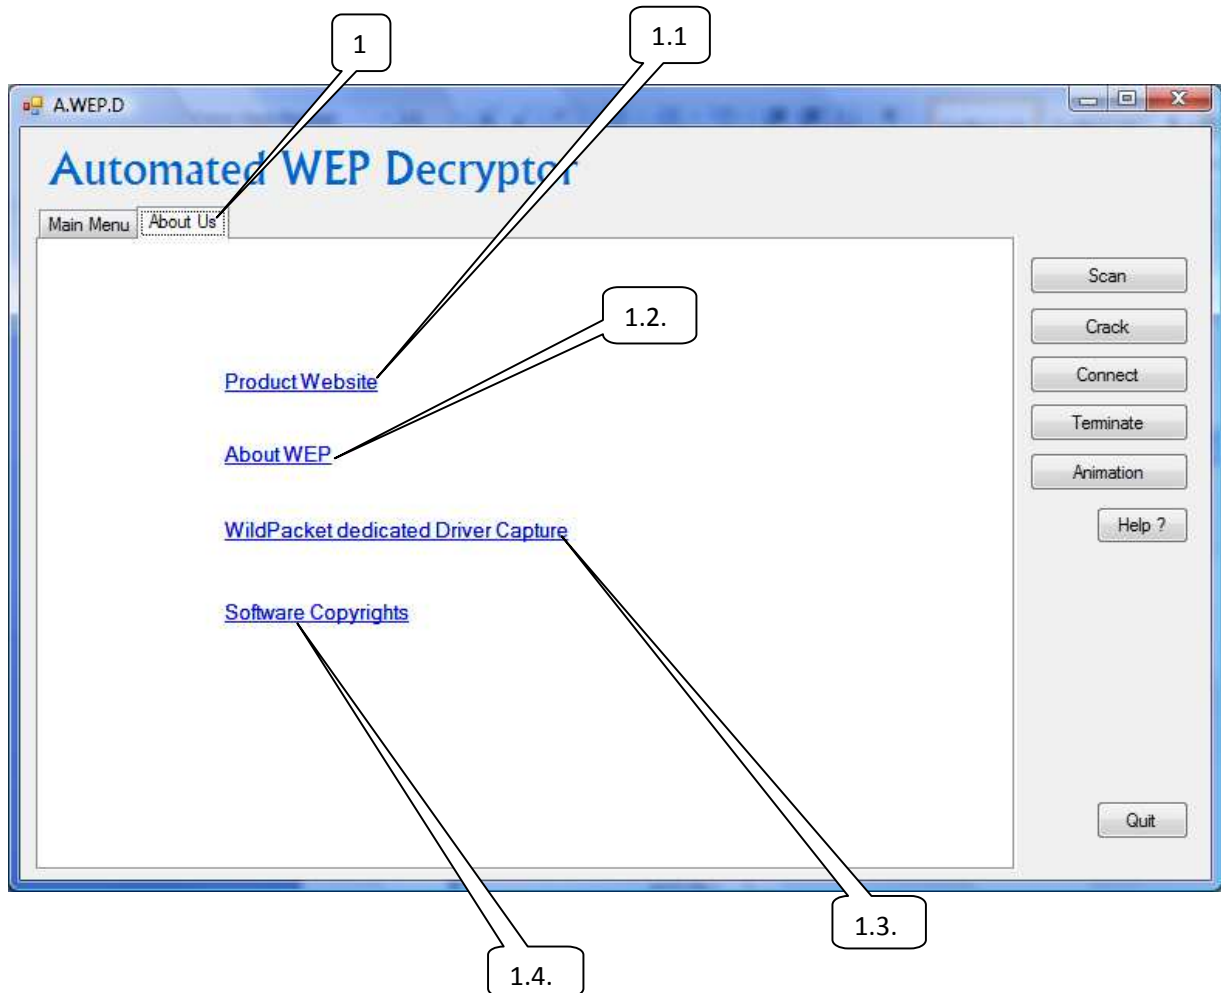 1
1.1
A.WEP.D
Automated WEP Decryptor
Main Menu
About Us
Scan
1.2.
Crack
Product Website
Connect
Terminate
About WEP
Animation
WildPacket dedicated Driver Capture
Help ?
Software Copyrights
Quit
1.3.
1.4.